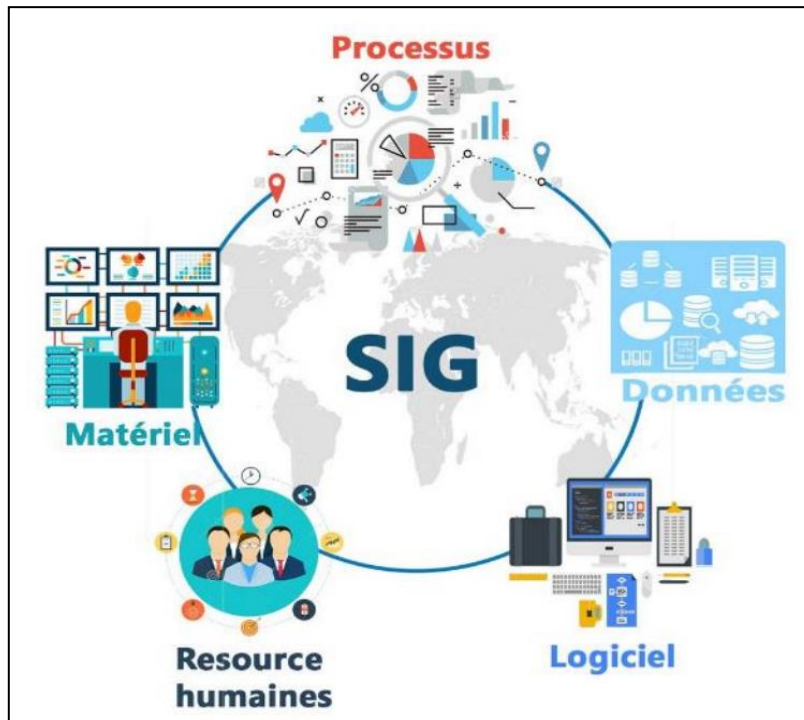 Processus
SIG
Données
Matériel
Resource
humaines
Logiciel